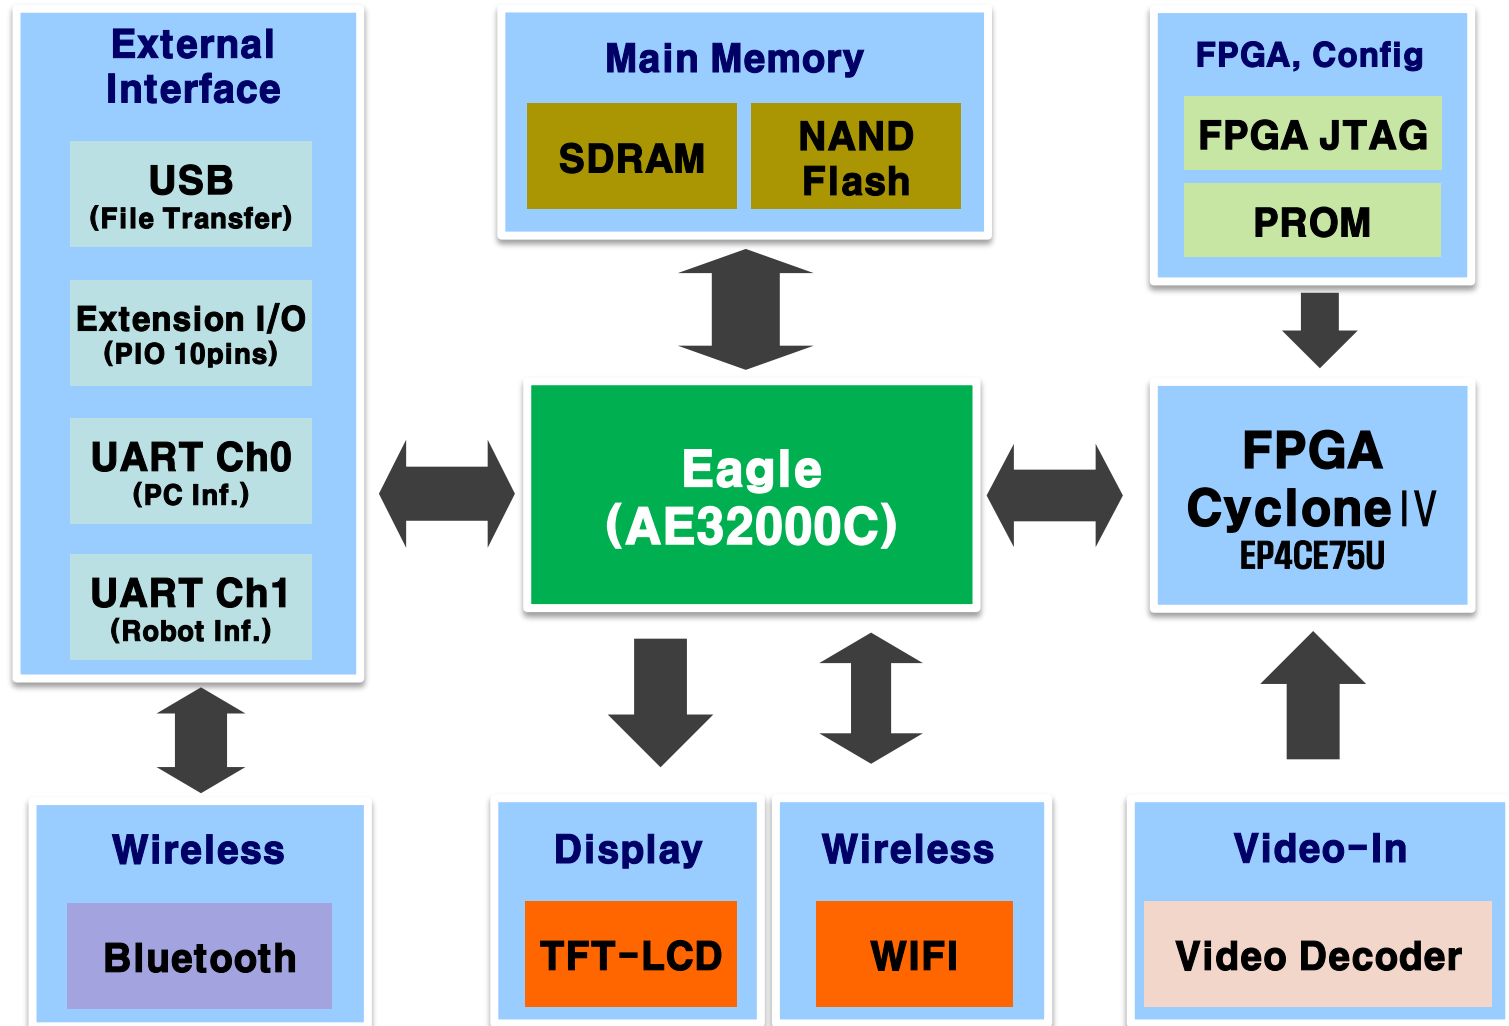 External
Interface
USB
(File Transfer)
Extension I/O
(PIO 10pins)
UART Ch0
(PC Inf.)
UART Ch1
(Robot Inf.)
Main Memory
SDRAM
NAND
Flash
FPGA, Config
FPGA JTAG
PROM
Eagle
(AE32000C)
FPGA
Cyclone IV
EP4CE75U
Wireless
Bluetooth
Display
TFT-LCD
Wireless
WIFI
Video-In
Video Decoder